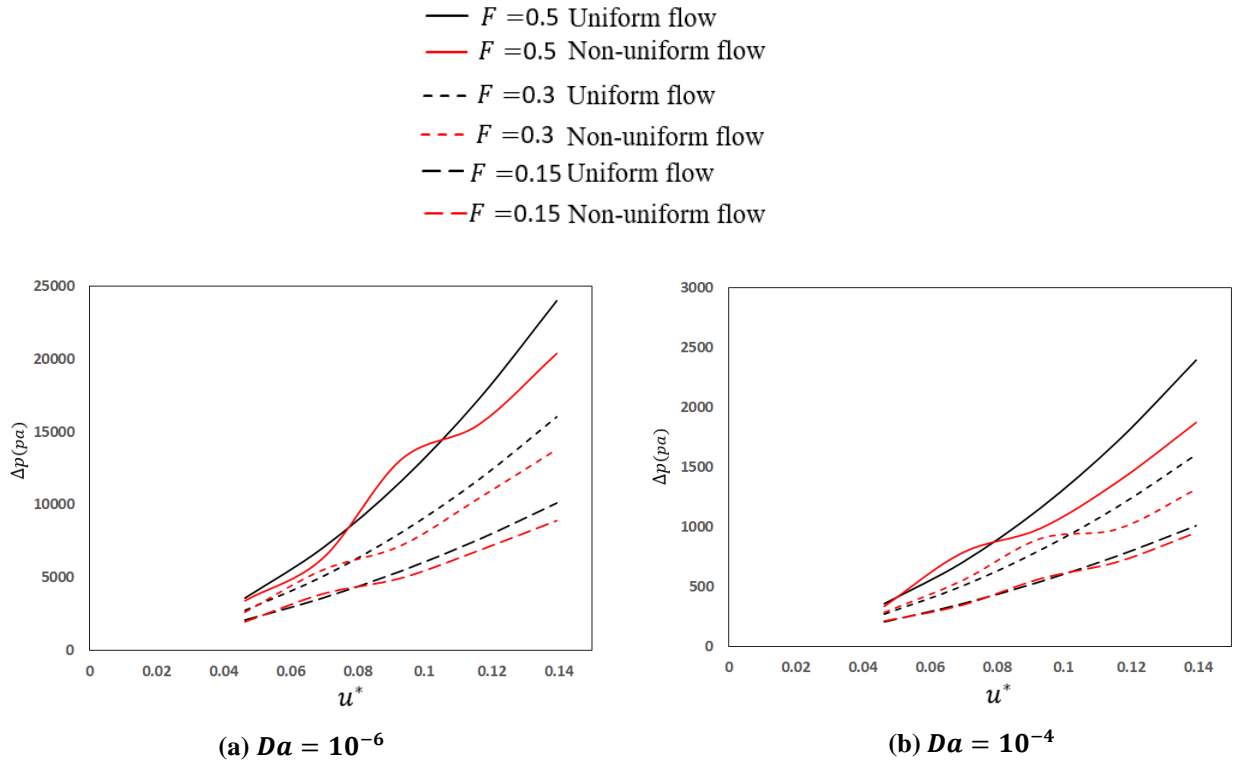 F =0.5 Uniform flow
F =0.5 Non-uniform flow
F =0.3 Uniform flow
F =0.3 Non-uniform flow
F =0.15 Uniform flow
F =0.15 Non-uniform flow
25000
20000
15000
10000
5000
0
Δp(pa)
0 0.02 0.04 0.06 0.08 0.1 0.12 0.14
u*
(a) Da = 10⁻⁶
3000
2500
2000
1500
1000
500
0
Δp(pa)
0 0.02 0.04 0.06 0.08 0.1 0.12 0.14
u*
(b) Da = 10⁻⁴